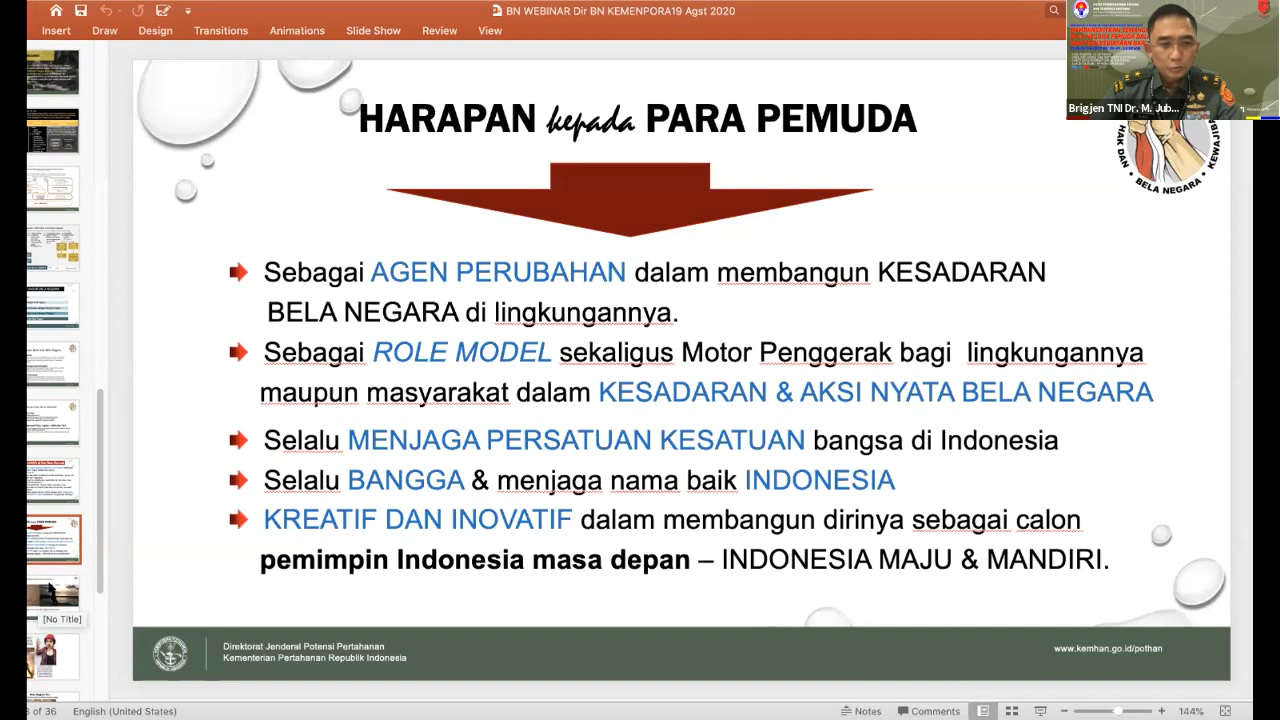 BN WEBINAR Dir BN KEMENPORA19 Agst 2020
Insert Draw Design Transitions Animations Slide Show Review View
Brigjen TNI Dr. M. Jub...
HARAPAN kepada PARA PEMUDA
HAK DAN KEWAJIB
BELA NEGARA
Sebagai AGEN PERUBAHAN dalam membangun KESADARAN
BELA NEGARA di lingkungannya.
Sebagai ROLE MODEL sekaligus Motor Penggerak bagi lingkungannya
maupun masyarakat dalam KESADARAN & AKSI NYATA BELA NEGARA
Selalu MENJAGA PERSATUAN KESATUAN bangsa di Indonesia
Selalu BANGGA & menjaga nama baik INDONESIA
KREATIF DAN INOVATIF dalam membangun dirinya sebagai calon
pemimpin Indonesia masa depan – INDONESIA MAJU & MANDIRI.
[No Title]
Direktorat Jenderal Potensi Pertahanan
Kementerian Pertahanan Republik Indonesia
www.kemhan.go.id/pothan
of 36 English (United States) Notes Comments 144%